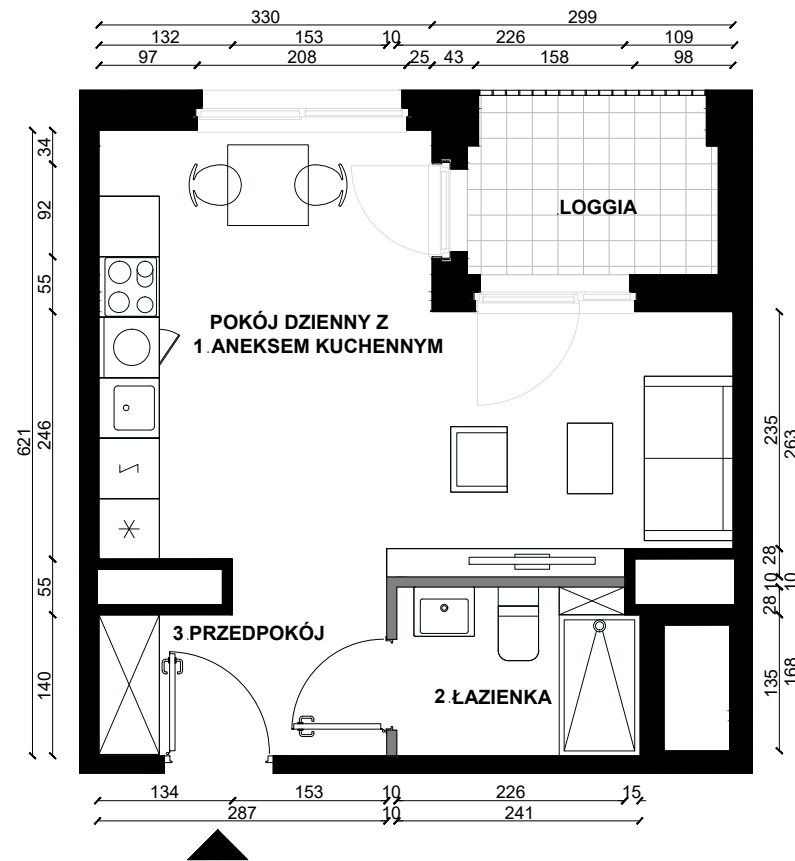 330 299
132 153 10 226 109
97 208 25 43 158 98
34
92
55
246
55
140
621
LOGGIA
POKÓJ DZIENNY Z
1.ANEKSEM KUCHENNYM
235
263
28
10
10
28
135
168
3.PRZEDPOKÓJ
2.ŁAZIENKA
134 153 10 226 15
287 10 241